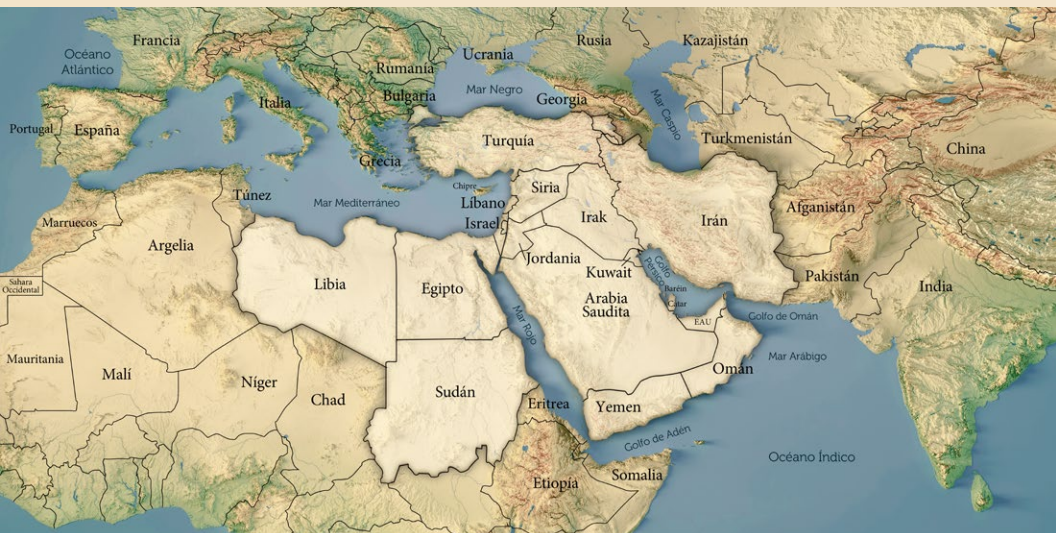 Francia
Océano
Atlántico
Portugal
España
Italia
Rumanía
Bulgaria
Grecia
Ucrania
Mar Negro
Rusia
Georgia
Mar Caspio
Kazajistán
Turkmenistán
China
Marruecos
Sahara
Occidental
Argelia
Túnez
Mar Mediterráneo
Chipre
Turquía
Siria
Líbano
Israel
Irak
Irán
Afganistán
Pakistán
India
Jordania
Kuwait
Golfo
Pérsico
Baréin
Catar
Arabia
Saudita
EAU
Golfo de Omán
Mar Arábigo
Omán
Libia
Egipto
Mar Rojo
Mauritania
Malí
Níger
Chad
Sudán
Eritrea
Yemen
Golfo de Adén
Etiopía
Somalia
Océano Índico